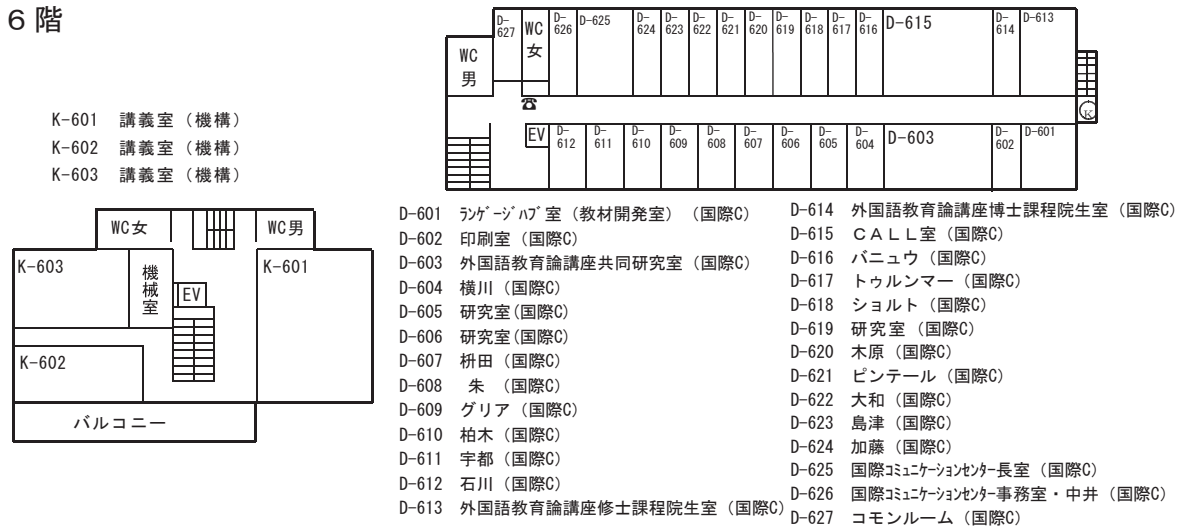 6階
K-601 講義室（機構）
K-602 講義室（機構）
K-603 講義室（機構）
WC女
WC男
K-603
機械室
EV
K-601
K-602
バルコニー
WC男
D-627
WC女
D-626
D-625
D-624
D-623
D-622
D-621
D-620
D-619
D-618
D-617
D-616
D-615
D-614
D-613
☎
K
EV
D-612
D-611
D-610
D-609
D-608
D-607
D-606
D-605
D-604
D-603
D-602
D-601
D-601 ﾗﾝｹﾞｰｼﾞﾊﾌﾞ室（教材開発室）（国際C）
D-602 印刷室（国際C）
D-603 外国語教育論講座共同研究室（国際C）
D-604 横川（国際C）
D-605 研究室(国際C）
D-606 研究室(国際C）
D-607 枡田（国際C）
D-608 朱 （国際C）
D-609 グリア（国際C）
D-610 柏木（国際C）
D-611 宇都（国際C）
D-612 石川（国際C）
D-613 外国語教育論講座修士課程院生室（国際C）
D-614 外国語教育論講座博士課程院生室（国際C）
D-615 ＣＡＬＬ室（国際C）
D-616 バニュウ（国際C）
D-617 トゥルンマー（国際C）
D-618 ショルト（国際C）
D-619 研究室（国際C）
D-620 木原（国際C）
D-621 ピンテール（国際C）
D-622 大和（国際C）
D-623 島津（国際C）
D-624 加藤（国際C）
D-625 国際ｺﾐｭﾆｹｰｼｮﾝｾﾝﾀｰ長室（国際C）
D-626 国際ｺﾐｭﾆｹｰｼｮﾝｾﾝﾀｰ事務室・中井（国際C）
D-627 コモンルーム（国際C）